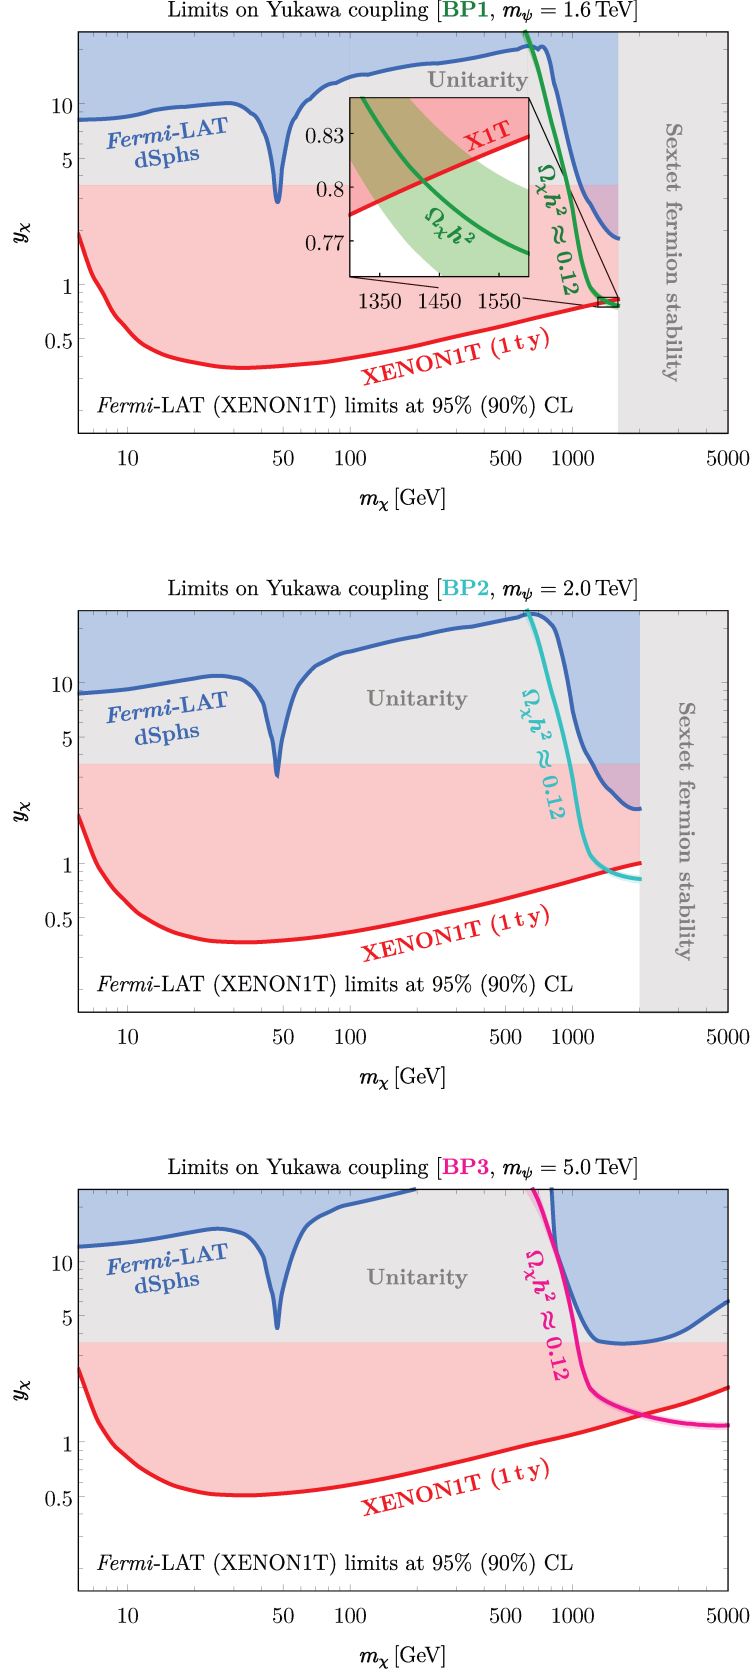 Limits on Yukawa coupling [BP1, mψ = 1.6 TeV]
10
5
1
0.5
yχ
Fermi-LAT
dSphs
Unitarity
Sextet fermion stability
0.83
0.8
0.77
X1T
Ωχh²
1350 1450 1550
Ωχh² ≈ 0.12
XENON1T (1 t y)
Fermi-LAT (XENON1T) limits at 95% (90%) CL
10 50 100 500 1000 5000
mχ [GeV]
Limits on Yukawa coupling [BP2, mψ = 2.0 TeV]
10
5
1
0.5
yχ
Fermi-LAT
dSphs
Unitarity
Sextet fermion stability
Ωχh² ≈ 0.12
XENON1T (1 t y)
Fermi-LAT (XENON1T) limits at 95% (90%) CL
10 50 100 500 1000 5000
mχ [GeV]
Limits on Yukawa coupling [BP3, mψ = 5.0 TeV]
10
5
1
0.5
yχ
Fermi-LAT
dSphs
Unitarity
Ωχh² ≈ 0.12
XENON1T (1 t y)
Fermi-LAT (XENON1T) limits at 95% (90%) CL
10 50 100 500 1000 5000
mχ [GeV]